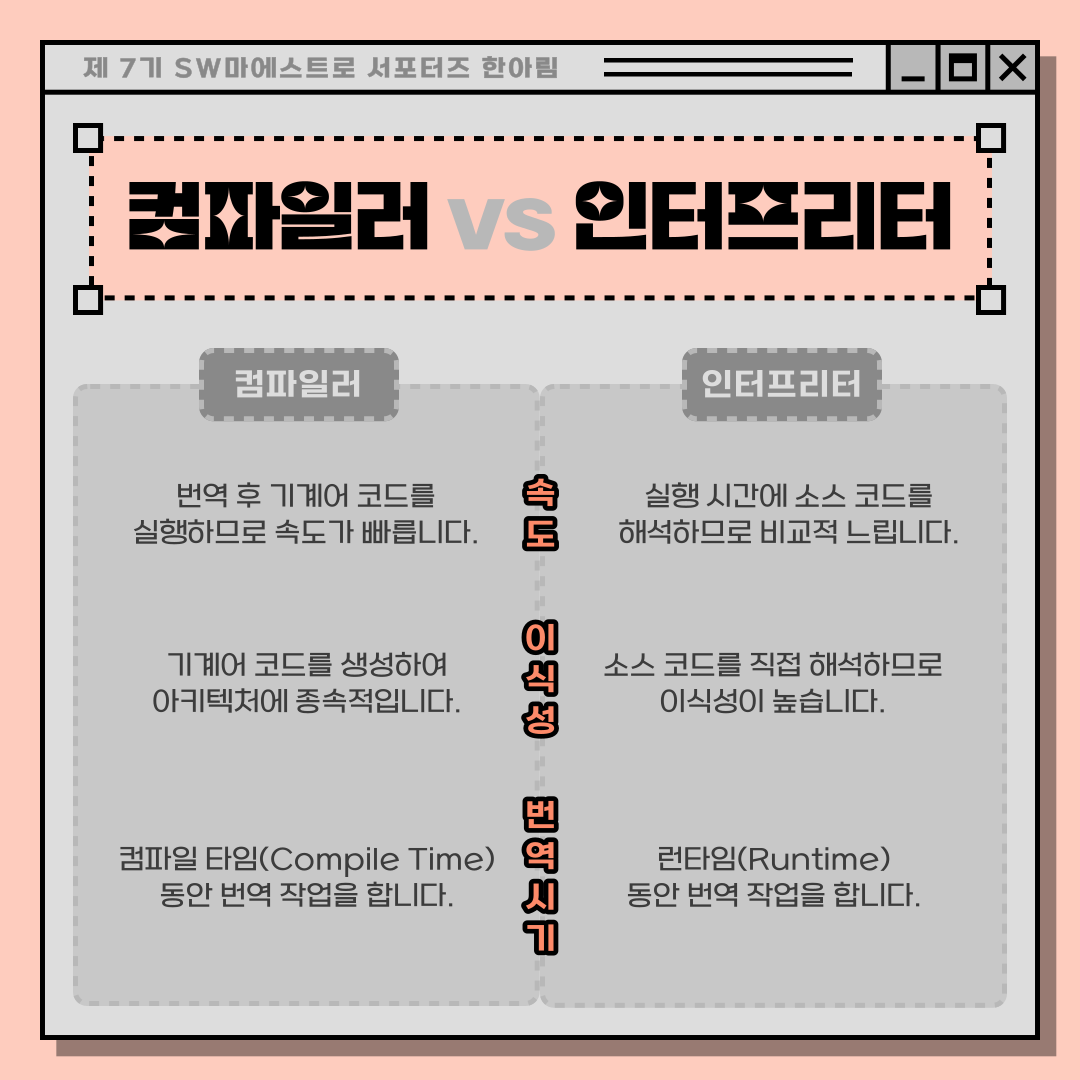 제 7기 SW마에스트로 서포터즈 한아림
컴파일러 vs 인터프리터
컴파일러
인터프리터
속도
번역 후 기계어 코드를
실행하므로 속도가 빠릅니다.
실행 시간에 소스 코드를
해석하므로 비교적 느립니다.
이식성
기계어 코드를 생성하여
아키텍처에 종속적입니다.
소스 코드를 직접 해석하므로
이식성이 높습니다.
번역시기
컴파일 타임(Compile Time)
동안 번역 작업을 합니다.
런타임(Runtime)
동안 번역 작업을 합니다.